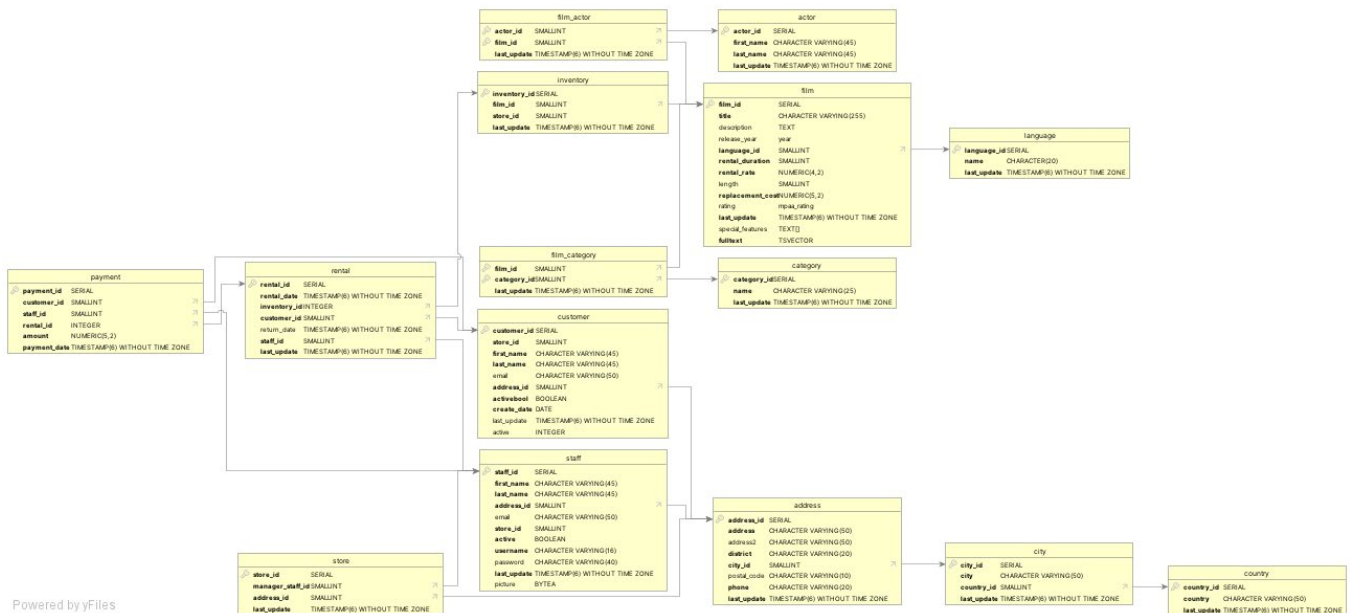 film_actor
actor_id SMALLINT
film_id SMALLINT
last_update TIMESTAMP(6) WITHOUT TIME ZONE
actor
actor_id SERIAL
first_name CHARACTER VARYING(45)
last_name CHARACTER VARYING(45)
last_update TIMESTAMP(6) WITHOUT TIME ZONE
inventory
inventory_id SERIAL
film_id SMALLINT
store_id SMALLINT
last_update TIMESTAMP(6) WITHOUT TIME ZONE
film
film_id SERIAL
title CHARACTER VARYING(255)
description TEXT
release_year year
language_id SMALLINT
rental_duration SMALLINT
rental_rate NUMERIC(4,2)
length SMALLINT
replacement_cost NUMERIC(5,2)
rating mpaa_rating
last_update TIMESTAMP(6) WITHOUT TIME ZONE
special_features TEXT[]
fulltext TSVECTOR
language
language_id SERIAL
name CHARACTER(20)
last_update TIMESTAMP(6) WITHOUT TIME ZONE
film_category
film_id SMALLINT
category_id SMALLINT
last_update TIMESTAMP(6) WITHOUT TIME ZONE
category
category_id SERIAL
name CHARACTER VARYING(25)
last_update TIMESTAMP(6) WITHOUT TIME ZONE
payment
payment_id SERIAL
customer_id SMALLINT
staff_id SMALLINT
rental_id INTEGER
amount NUMERIC(5,2)
payment_date TIMESTAMP(6) WITHOUT TIME ZONE
rental
rental_id SERIAL
rental_date TIMESTAMP(6) WITHOUT TIME ZONE
inventory_id INTEGER
customer_id SMALLINT
return_date TIMESTAMP(6) WITHOUT TIME ZONE
staff_id SMALLINT
last_update TIMESTAMP(6) WITHOUT TIME ZONE
customer
customer_id SERIAL
store_id SMALLINT
first_name CHARACTER VARYING(45)
last_name CHARACTER VARYING(45)
email CHARACTER VARYING(50)
address_id SMALLINT
activebool BOOLEAN
create_date DATE
last_update TIMESTAMP(6) WITHOUT TIME ZONE
active INTEGER
staff
staff_id SERIAL
first_name CHARACTER VARYING(45)
last_name CHARACTER VARYING(45)
address_id SMALLINT
email CHARACTER VARYING(50)
store_id SMALLINT
active BOOLEAN
username CHARACTER VARYING(16)
password CHARACTER VARYING(40)
last_update TIMESTAMP(6) WITHOUT TIME ZONE
picture BYTEA
address
address_id SERIAL
address CHARACTER VARYING(50)
address2 CHARACTER VARYING(50)
district CHARACTER VARYING(20)
city_id SMALLINT
postal_code CHARACTER VARYING(10)
phone CHARACTER VARYING(20)
last_update TIMESTAMP(6) WITHOUT TIME ZONE
store
store_id SERIAL
manager_staff_id SMALLINT
address_id SMALLINT
last_update TIMESTAMP(6) WITHOUT TIME ZONE
city
city_id SERIAL
city CHARACTER VARYING(50)
country_id SMALLINT
last_update TIMESTAMP(6) WITHOUT TIME ZONE
country
country_id SERIAL
country CHARACTER VARYING(50)
last_update TIMESTAMP(6) WITHOUT TIME ZONE
Powered by yFiles